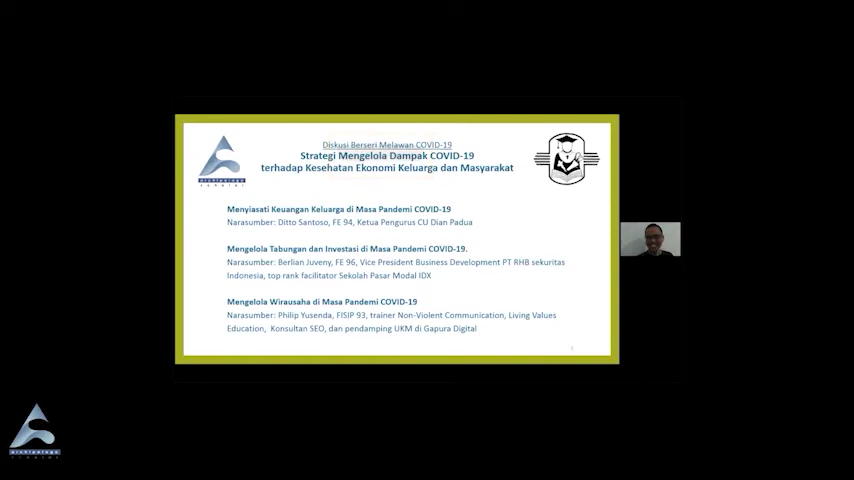 Diskusi Berseri Melawan COVID-19
Strategi Mengelola Dampak COVID-19
terhadap Kesehatan Ekonomi Keluarga dan Masyarakat
archipelago
scholar
Menyiasati Keuangan Keluarga di Masa Pandemi COVID-19
Narasumber: Ditto Santoso, FE 94, Ketua Pengurus CU Dian Padua
Mengelola Tabungan dan Investasi di Masa Pandemi COVID-19.
Narasumber: Berlian Juveny, FE 96, Vice President Business Development PT RHB sekuritas
Indonesia, top rank facilitator Sekolah Pasar Modal IDX
Mengelola Wirausaha di Masa Pandemi COVID-19
Narasumber: Philip Yusenda, FISIP 93, trainer Non-Violent Communication, Living Values
Education, Konsultan SEO, dan pendamping UKM di Gapura Digital
archipelago
scholar